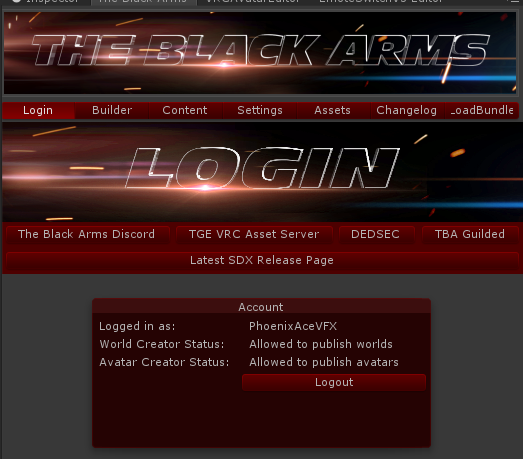 Inspector The Black Arms VRCAvatarEditor EmoteSwitchV3 Editor
THE BLACK ARMS
Login Builder Content Settings Assets Changelog LoadBundle
LOGIN
The Black Arms Discord TGE VRC Asset Server DEDSEC TBA Guilded
Latest SDX Release Page
Account
Logged in as: PhoenixAceVFX
World Creator Status: Allowed to publish worlds
Avatar Creator Status: Allowed to publish avatars
Logout